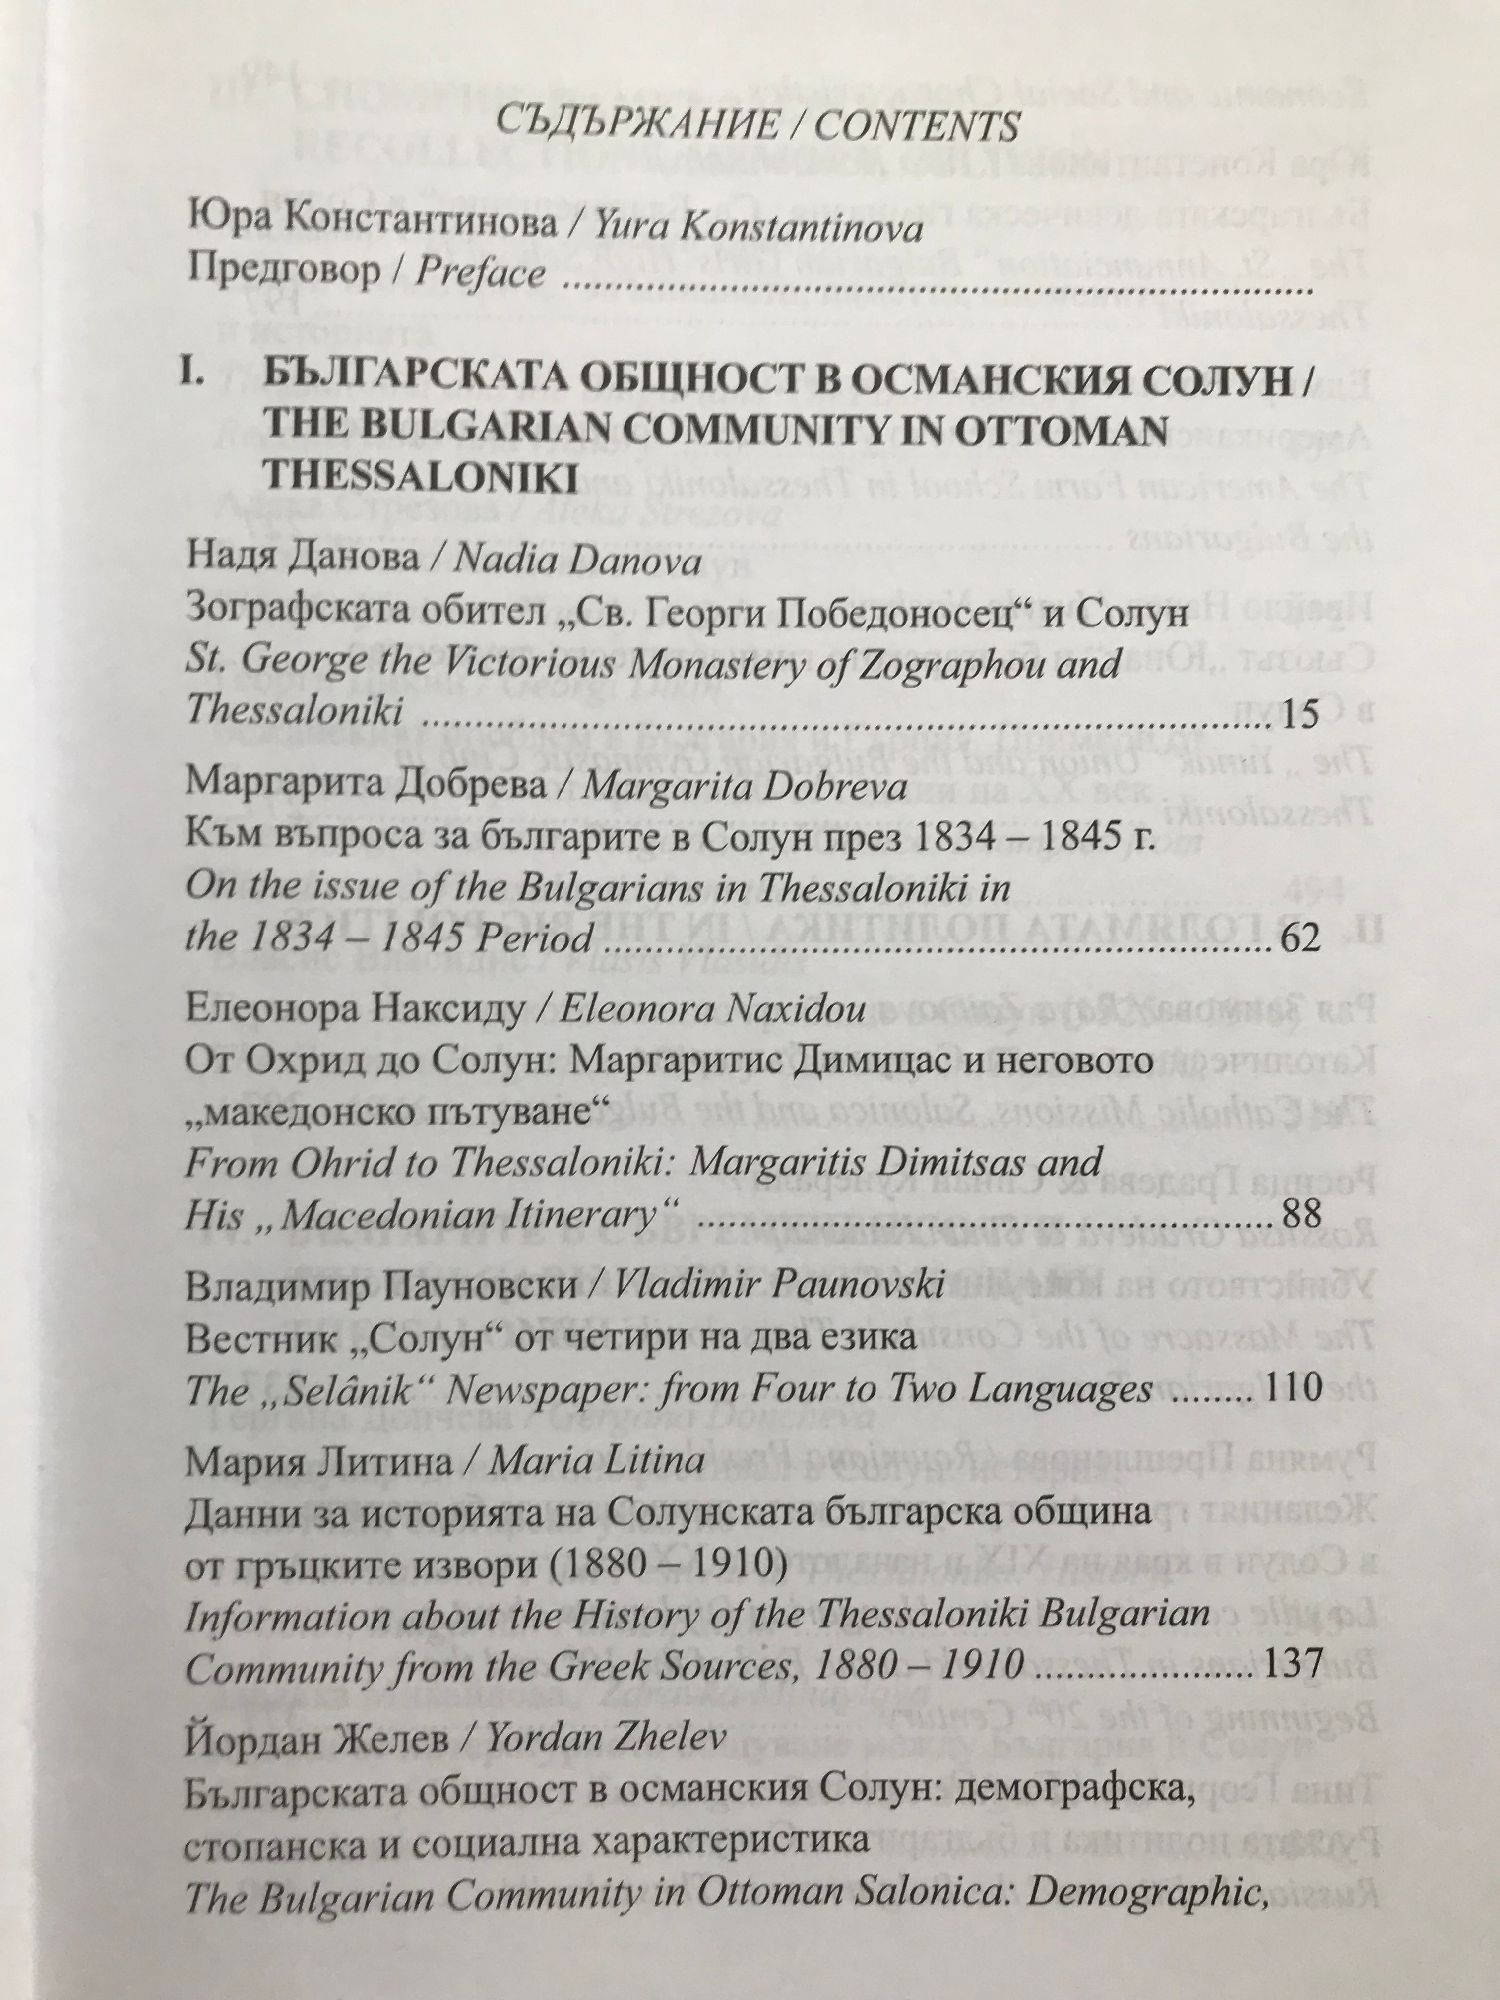 СЪДЪРЖАНИЕ / CONTENTS
Юра Константинова / Yura Konstantinova
Предговор / Preface ........................................................................
I. БЪЛГАРСКАТА ОБЩНОСТ В ОСМАНСКИЯ СОЛУН /
THE BULGARIAN COMMUNITY IN OTTOMAN
THESSALONIKI
Надя Данова / Nadia Danova
Зографската обител „Св. Георги Победоносец“ и Солун
St. George the Victorious Monastery of Zographou and
Thessaloniki .................................................................................. 15
Маргарита Добрева / Margarita Dobreva
Към въпроса за българите в Солун през 1834 – 1845 г.
On the issue of the Bulgarians in Thessaloniki in
the 1834 – 1845 Period ................................................................ 62
Елеонора Наксиду / Eleonora Naxidou
От Охрид до Солун: Маргаритис Димицас и неговото
„македонско пътуване“
From Ohrid to Thessaloniki: Margaritis Dimitsas and
His „Macedonian Itinerary“ ....................................................... 88
Владимир Пауновски / Vladimir Paunovski
Вестник „Солун“ от четири на два езика
The „Selânik“ Newspaper: from Four to Two Languages ........ 110
Мария Литина / Maria Litina
Данни за историята на Солунската българска община
от гръцките извори (1880 – 1910)
Information about the History of the Thessaloniki Bulgarian
Community from the Greek Sources, 1880 – 1910 ..................... 137
Йордан Желев / Yordan Zhelev
Българската общност в османския Солун: демографска,
стопанска и социална характеристика
The Bulgarian Community in Ottoman Salonica: Demographic,